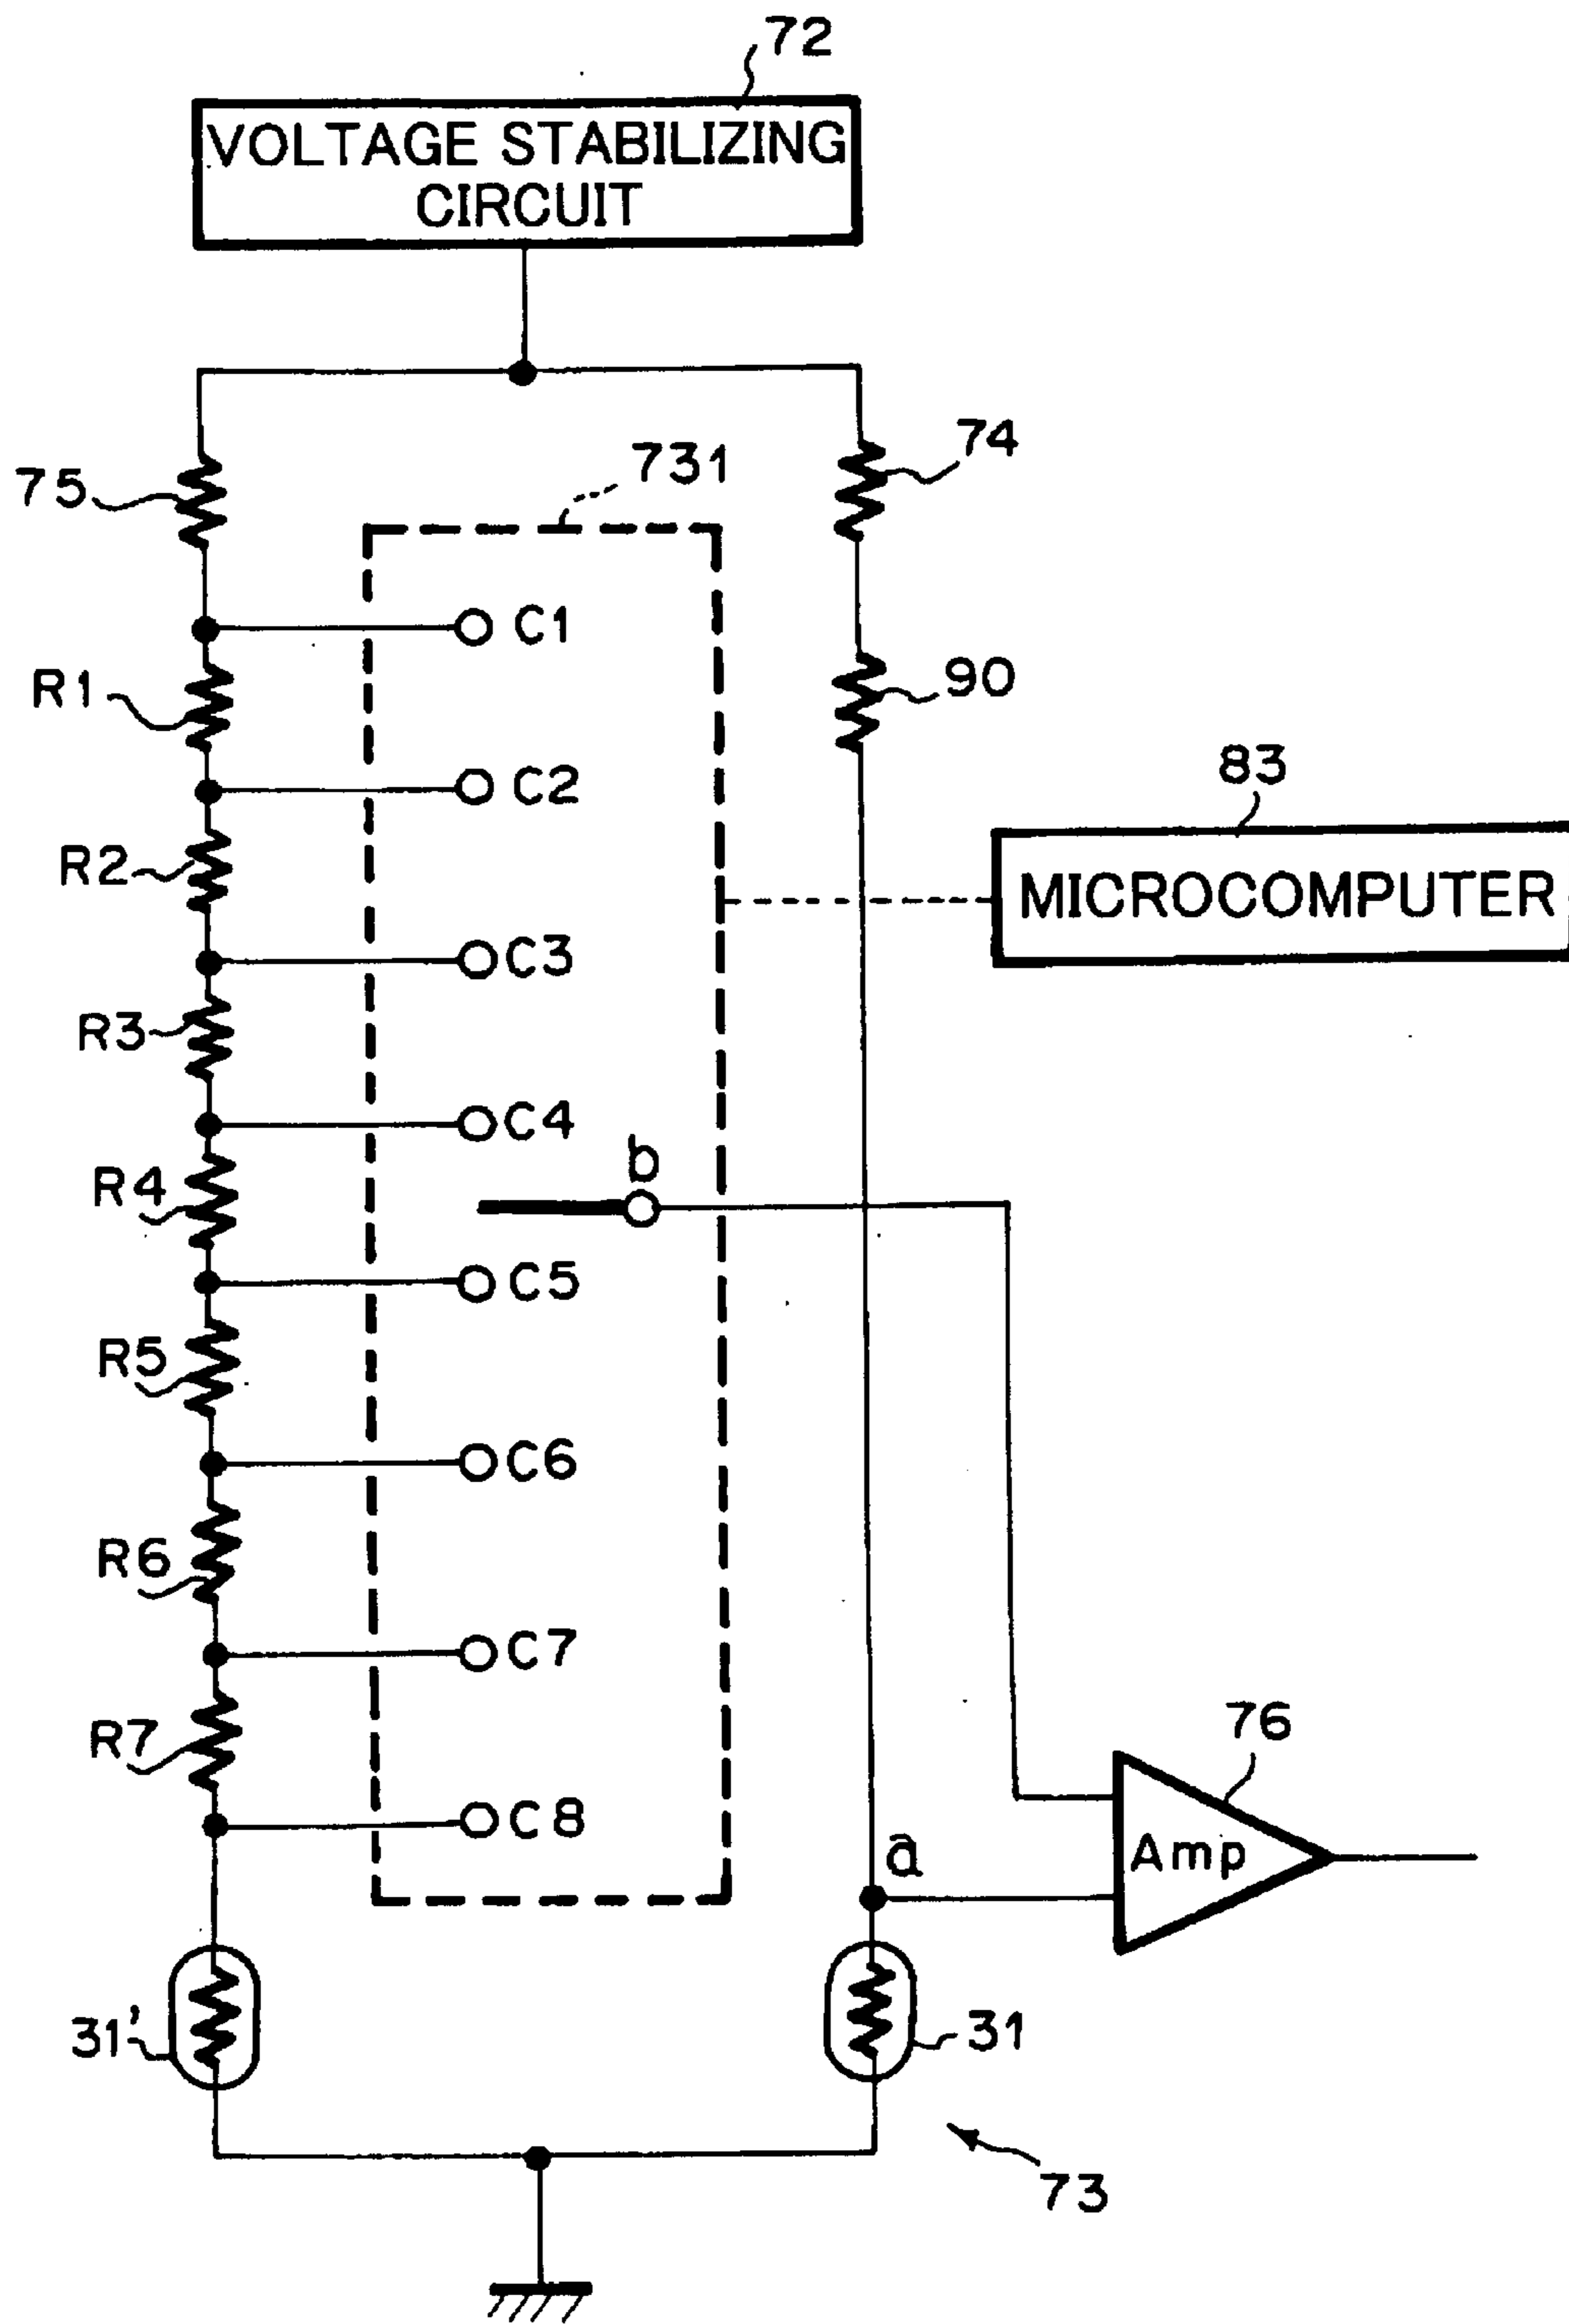 72
VOLTAGE STABILIZING
CIRCUIT
74
731
75
C1
90
R1
83
C2
MICROCOMPUTER
R2
C3
R3
C4
b
R4
C5
R5
C6
R6
C7
76
R7
C8
Amp
a
31'
31
73